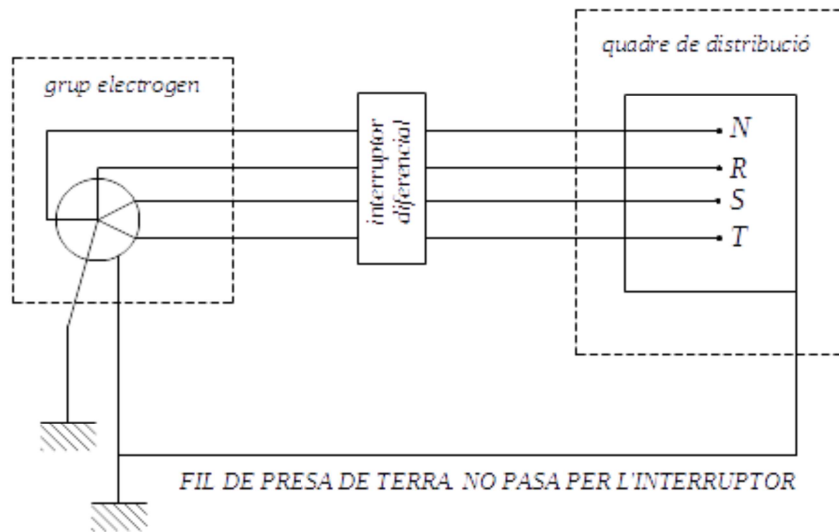 quadre de distribució
grup electrogen
interruptor
diferencial
N
R
S
T
FIL DE PRESA DE TERRA. NO PASA PER L'INTERRUPTOR